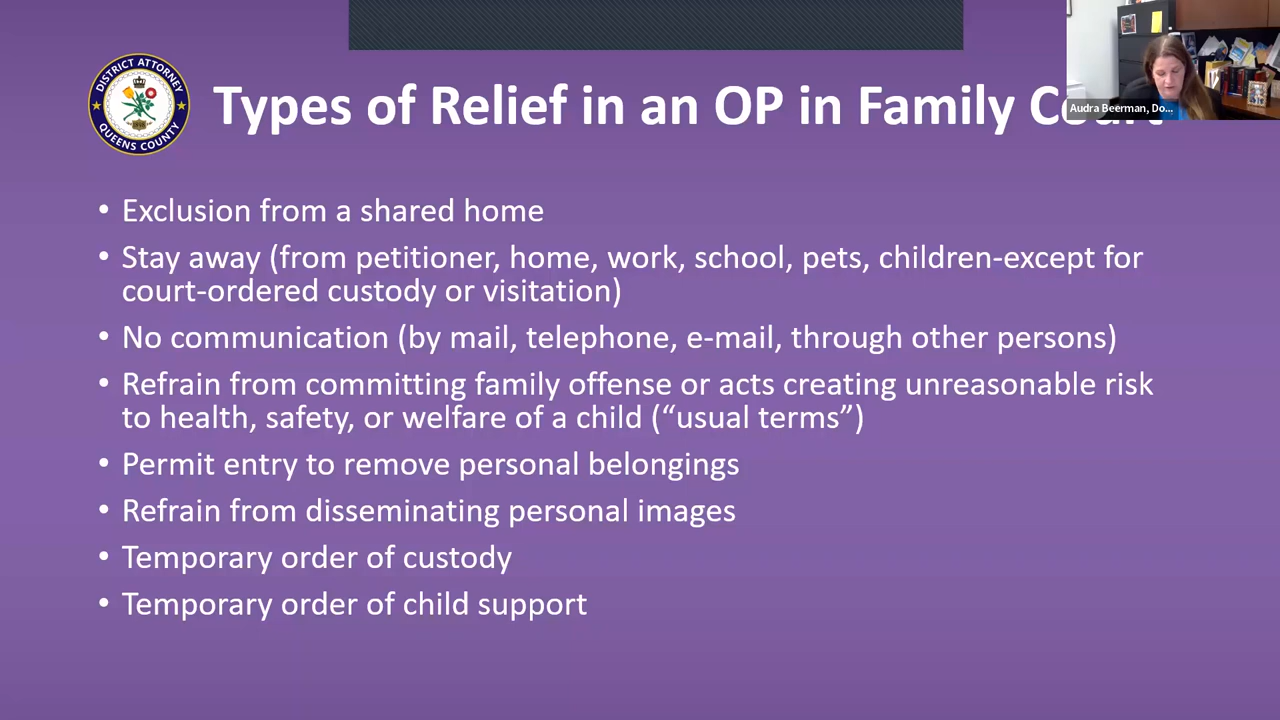 DISTRICT ATTORNEY
QUEENS COUNTY
Types of Relief in an OP in Family
Audra Beerman, Do...
• Exclusion from a shared home
• Stay away (from petitioner, home, work, school, pets, children-except for
court-ordered custody or visitation)
• No communication (by mail, telephone, e-mail, through other persons)
• Refrain from committing family offense or acts creating unreasonable risk
to health, safety, or welfare of a child (“usual terms”)
• Permit entry to remove personal belongings
• Refrain from disseminating personal images
• Temporary order of custody
• Temporary order of child support